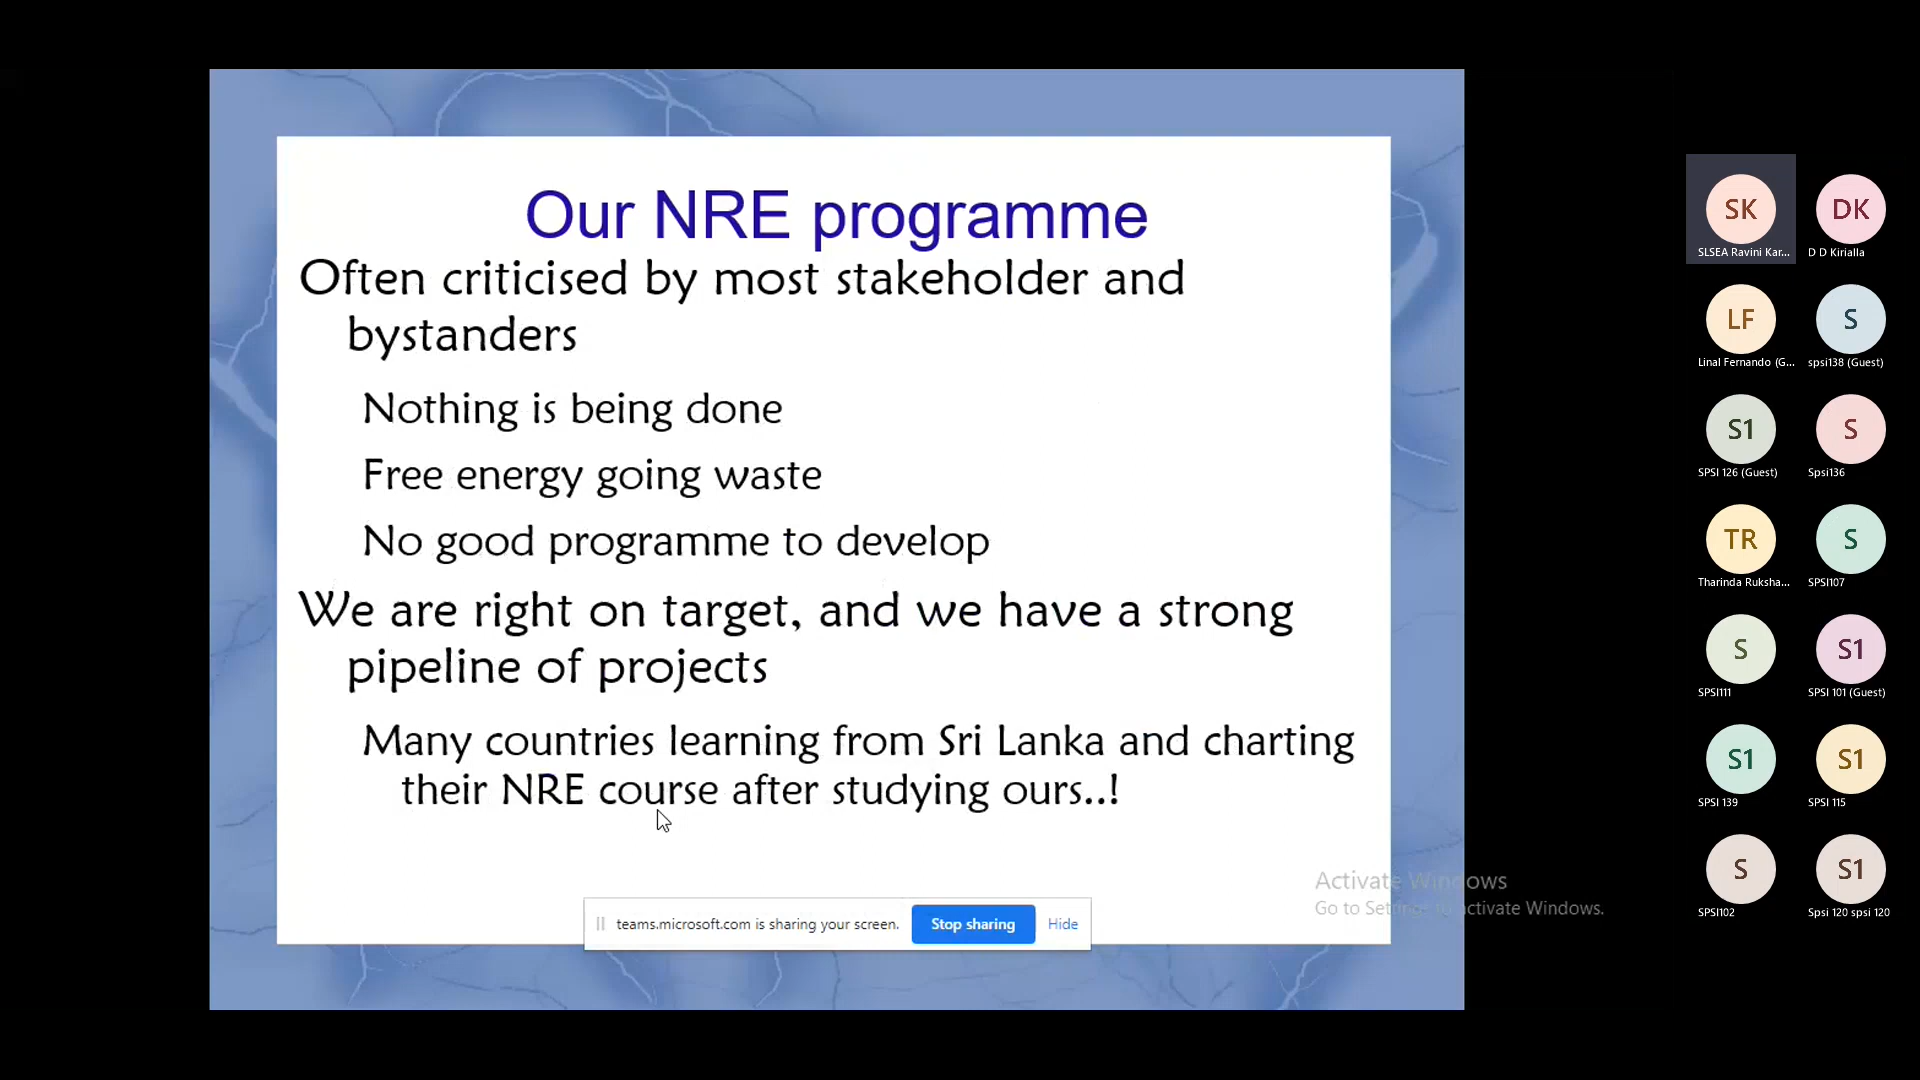 Our NRE programme
Often criticised by most stakeholder and
bystanders
Nothing is being done
Free energy going waste
No good programme to develop
We are right on target, and we have a strong
pipeline of projects
Many countries learning from Sri Lanka and charting
their NRE course after studying ours..!
teams.microsoft.com is sharing your screen.
Stop sharing
Hide
Activate Windows
Go to Settings to activate Windows.
SK
SLSEA Ravini Kar...
DK
D D Kirialla
LF
Linal Fernando (G...
S
spsi138 (Guest)
S1
SPSI 126 (Guest)
S
Spsi136
TR
Tharinda Ruksha...
S
SPSI107
S
SPSI111
S1
SPSI 101 (Guest)
S1
SPSI 139
S1
SPSI 115
S
SPSI102
S1
Spsi 120 spsi 120